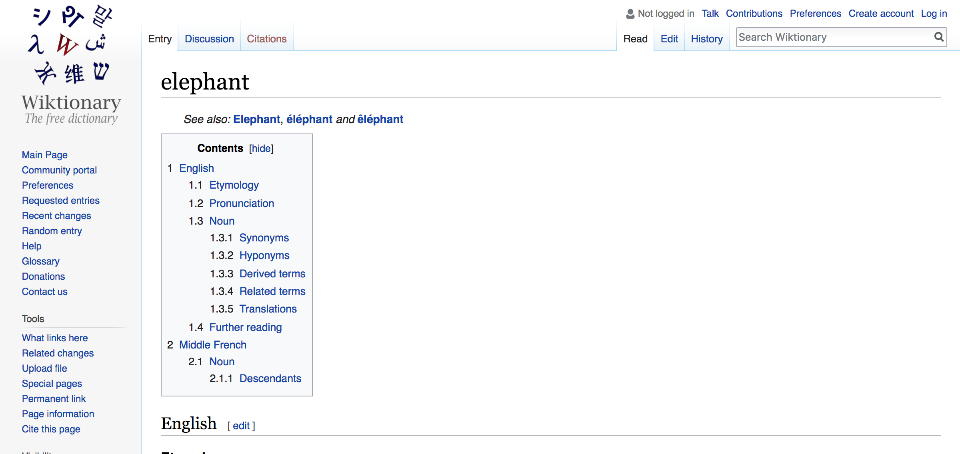 Not logged in Talk Contributions Preferences Create account Log in
Entry Discussion Citations Read Edit History Search Wiktionary
Wiktionary
The free dictionary
Main Page
Community portal
Preferences
Requested entries
Recent changes
Random entry
Help
Glossary
Donations
Contact us
Tools
What links here
Related changes
Upload file
Special pages
Permanent link
Page information
Cite this page
elephant
See also: Elephant, éléphant and êléphant
Contents [hide]
1 English
1.1 Etymology
1.2 Pronunciation
1.3 Noun
1.3.1 Synonyms
1.3.2 Hyponyms
1.3.3 Derived terms
1.3.4 Related terms
1.3.5 Translations
1.4 Further reading
2 Middle French
2.1 Noun
2.1.1 Descendants
English [ edit ]